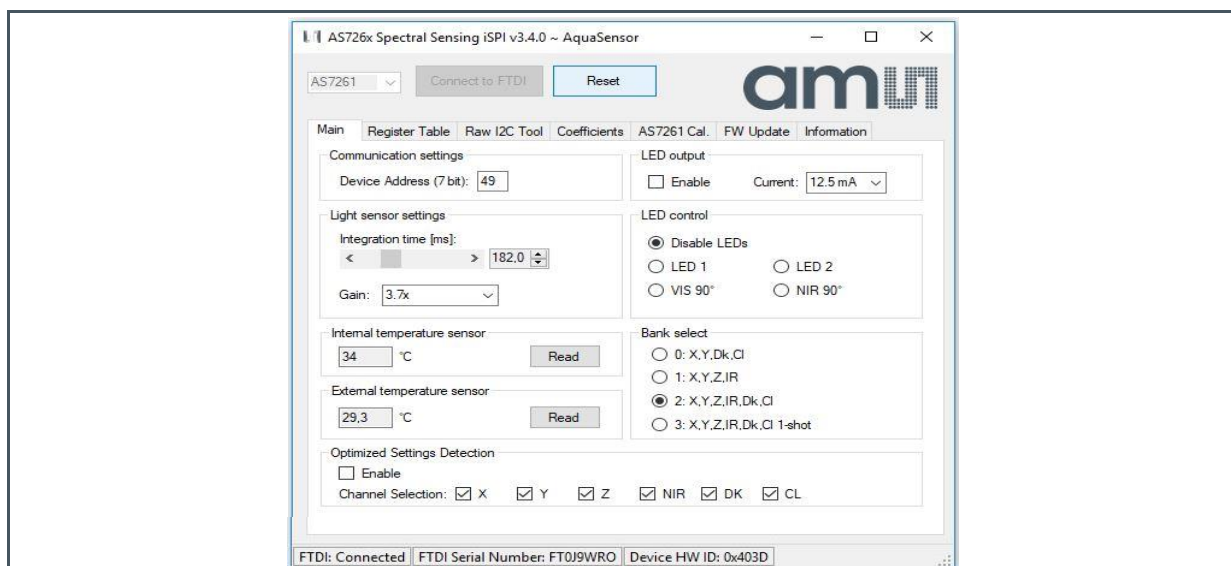 AS726x Spectral Sensing iSPI v3.4.0 ~ AquaSensor
AS7261 Connect to FTDI Reset
am
Main Register Table Raw I2C Tool Coefficients AS7261 Cal. FW Update Information
Communication settings
Device Address (7 bit): 49
LED output
Enable Current: 12.5 mA
Light sensor settings
Integration time [ms]:
182,0
Gain: 3.7x
LED control
Disable LEDs
LED 1 LED 2
VIS 90° NIR 90°
Internal temperature sensor
34 °C Read
External temperature sensor
29,3 °C Read
Bank select
0: X,Y,Dk,Cl
1: X,Y,Z,IR
2: X,Y,Z,IR,Dk,Cl
3: X,Y,Z,IR,Dk,Cl 1-shot
Optimized Settings Detection
Enable
Channel Selection: X Y Z NIR DK CL
FTDI: Connected FTDI Serial Number: FT0J9WRO Device HW ID: 0x403D